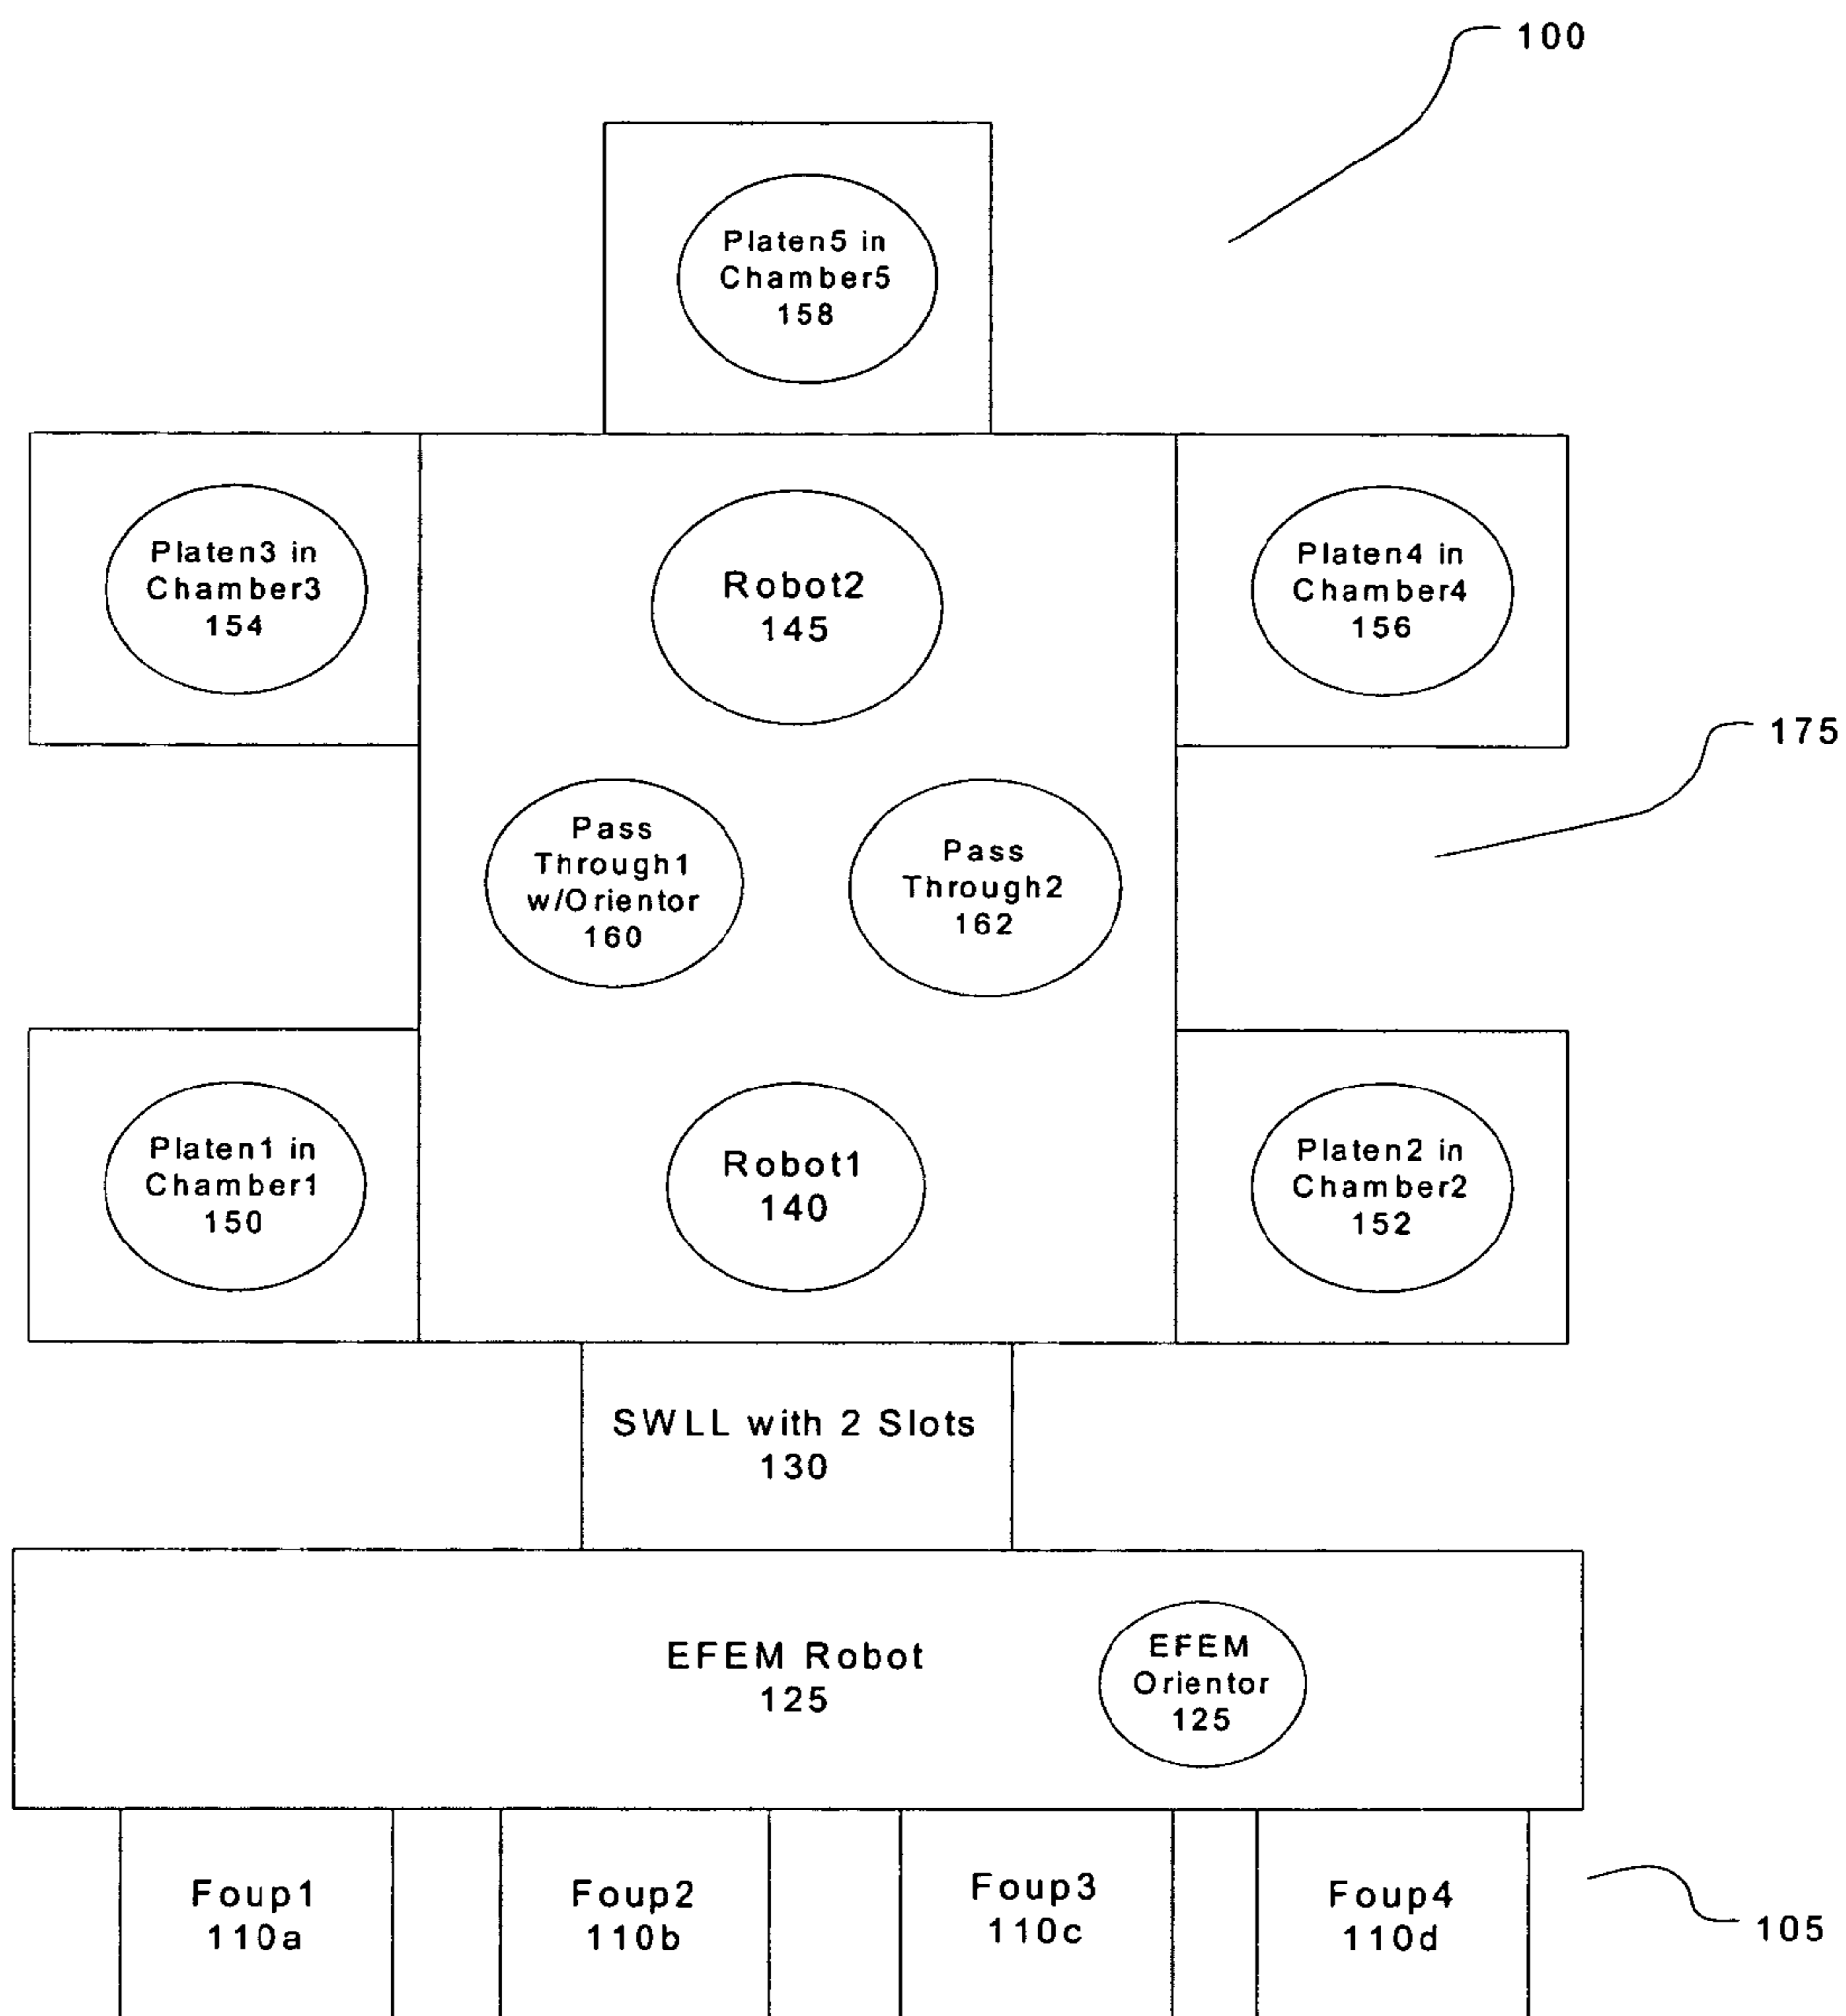 100
Platen5 in
Chamber5
158
Platen3 in
Chamber3
154
Robot2
145
Platen4 in
Chamber4
156
175
Pass
Through1
w/Orientor
160
Pass
Through2
162
Platen1 in
Chamber1
150
Robot1
140
Platen2 in
Chamber2
152
SWLL with 2 Slots
130
EFEM Robot
125
EFEM
Orientor
125
Foup1
110a
Foup2
110b
Foup3
110c
Foup4
110d
105